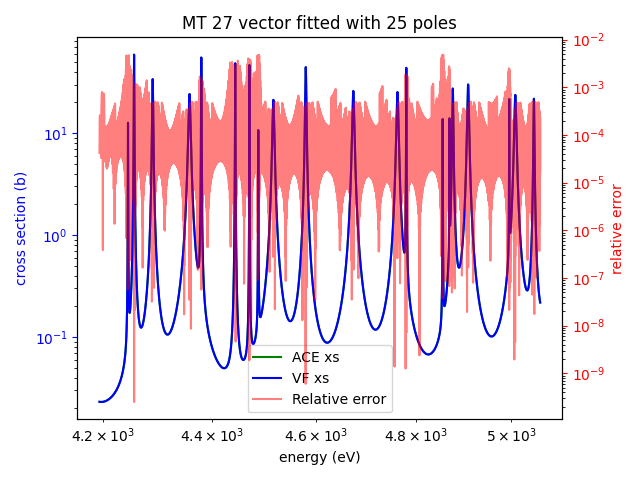 MT 27 vector fitted with 25 poles
10¹
10⁰
10⁻¹
cross section (b)
10⁻²
10⁻³
10⁻⁴
10⁻⁵
10⁻⁶
10⁻⁷
10⁻⁸
10⁻⁹
relative error
ACE xs
VF xs
Relative error
4.2 × 10³ 4.4 × 10³ 4.6 × 10³ 4.8 × 10³ 5 × 10³
energy (eV)